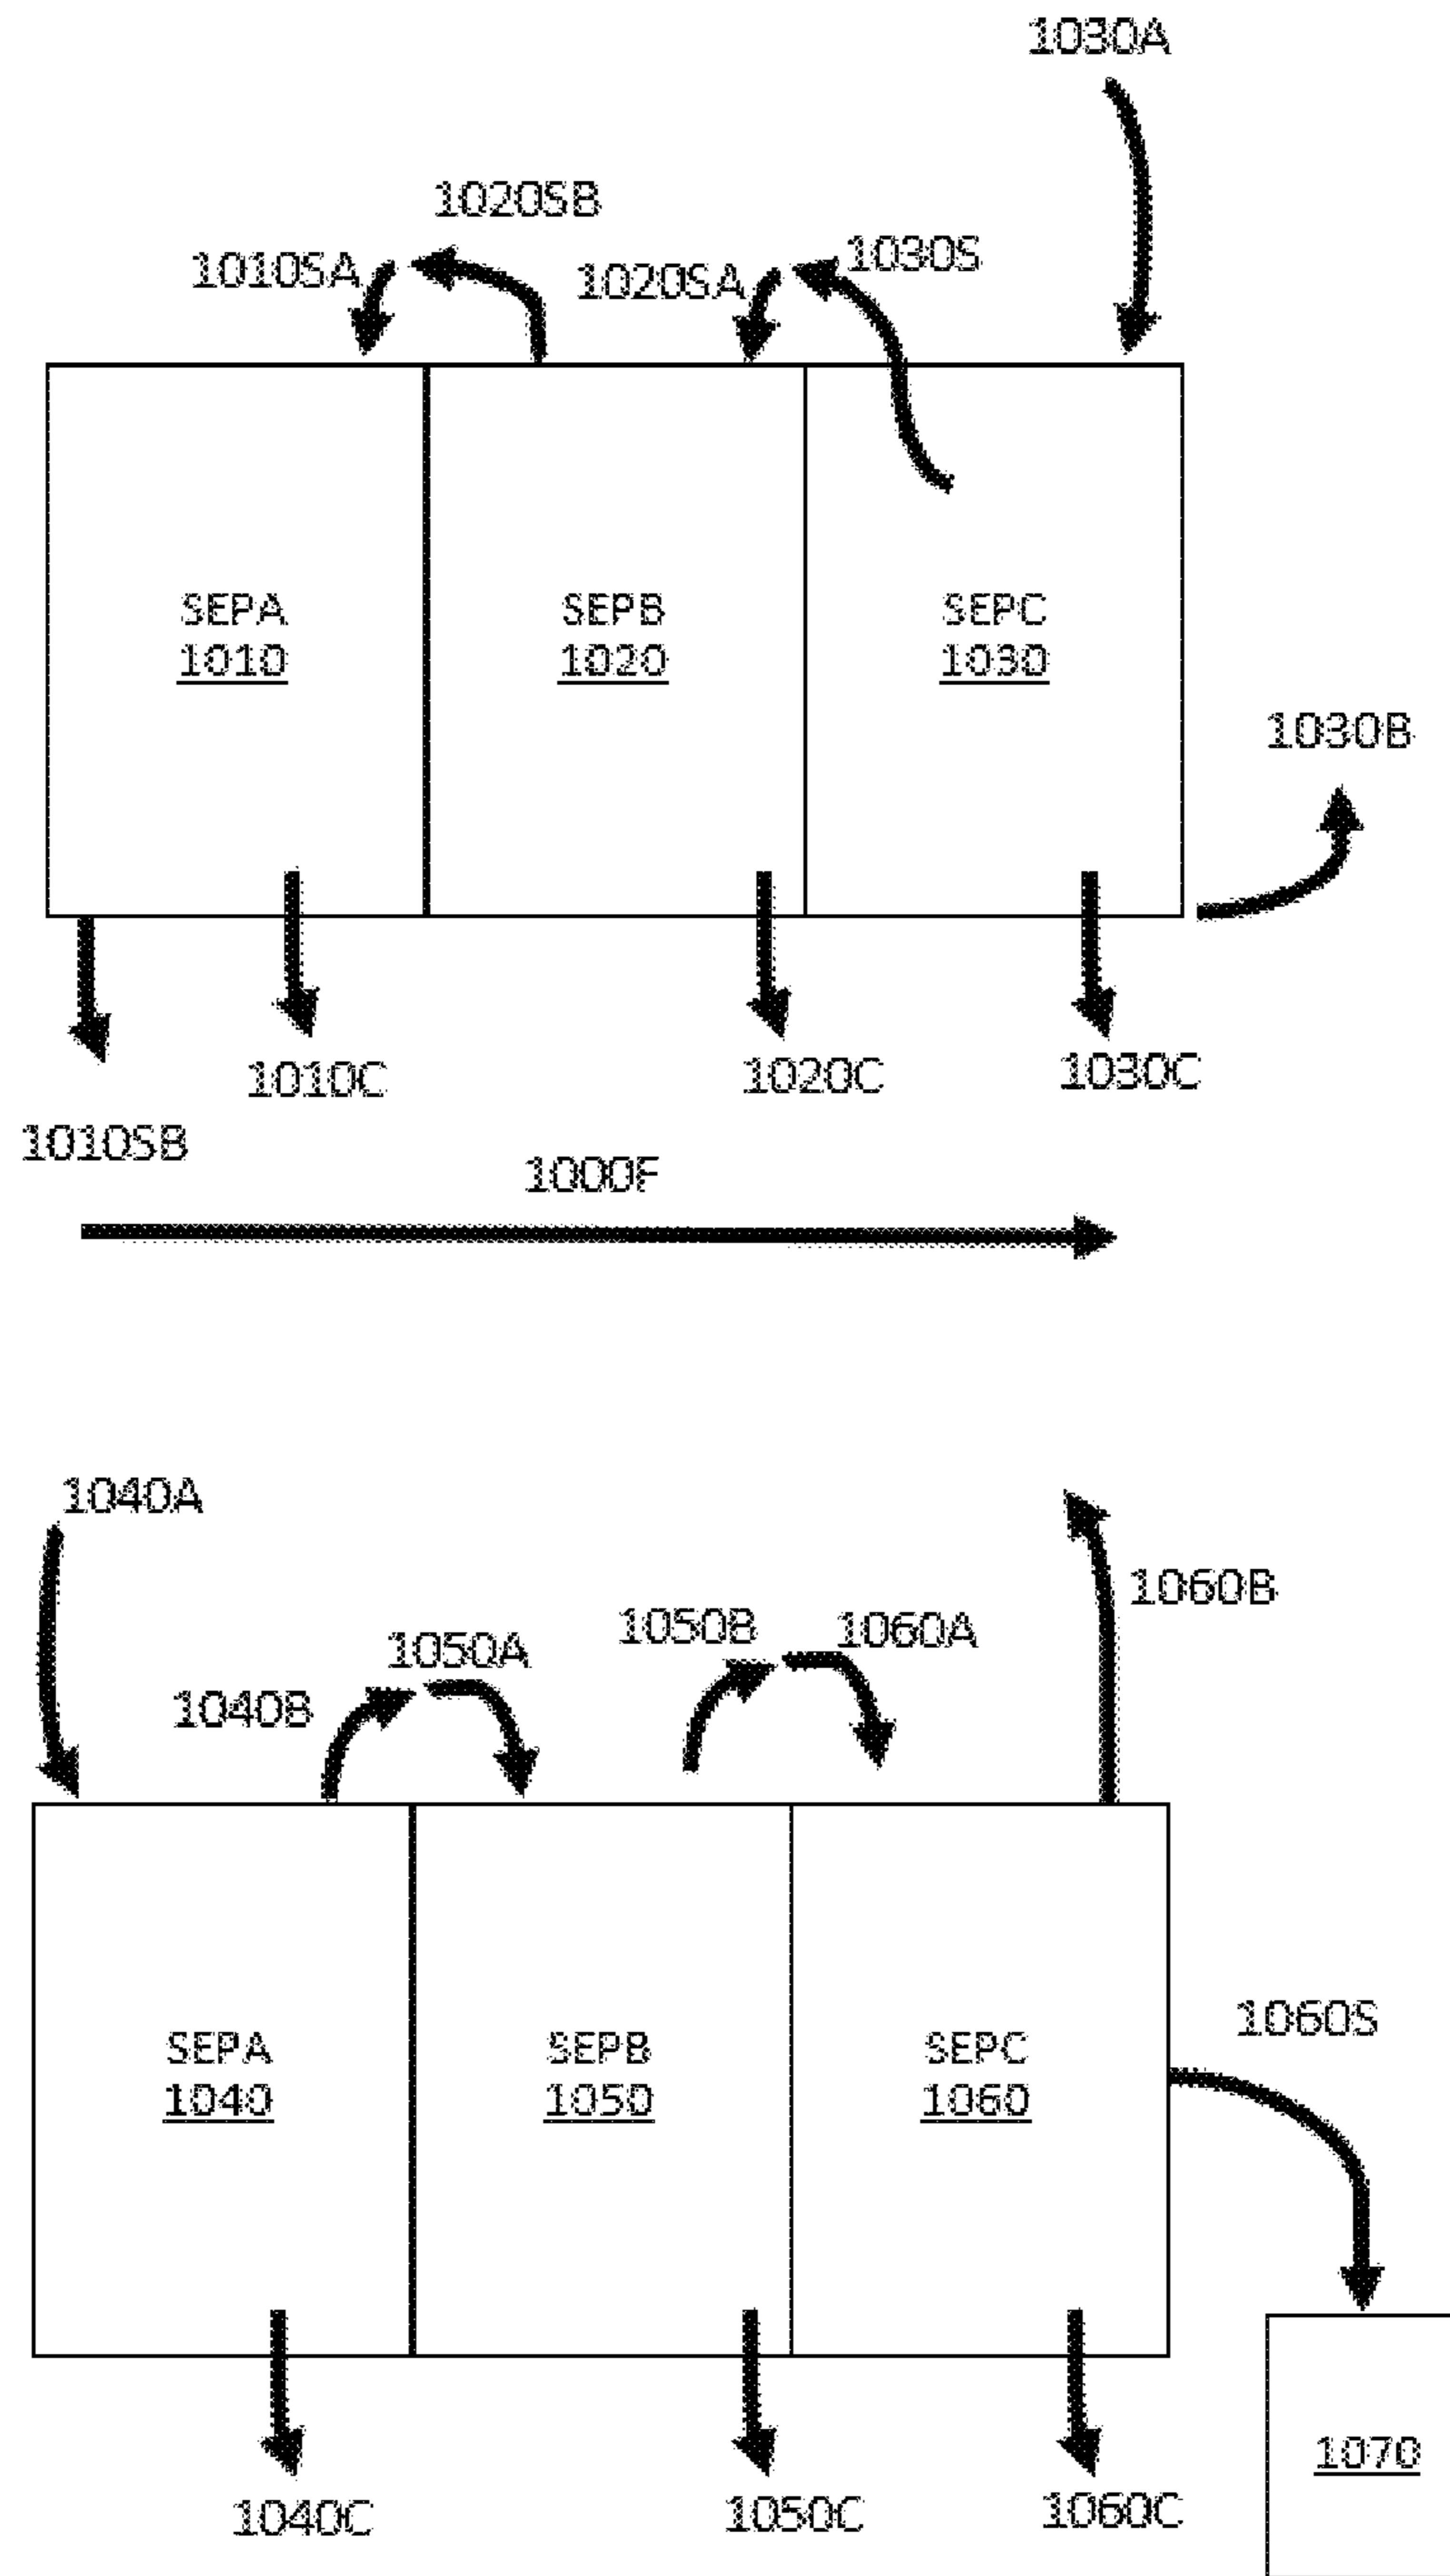 1030A
1020SB
1010SA
1020SA
1030S
SEPA
1010
SEPB
1020
SEPC
1030
1030B
1010C
1020C
1030C
1010SB
1000F
1040A
1060B
1050B
1060A
1050A
1040B
1060S
SEPA
1040
SEPB
1050
SEPC
1060
1070
1040C
1050C
1060C